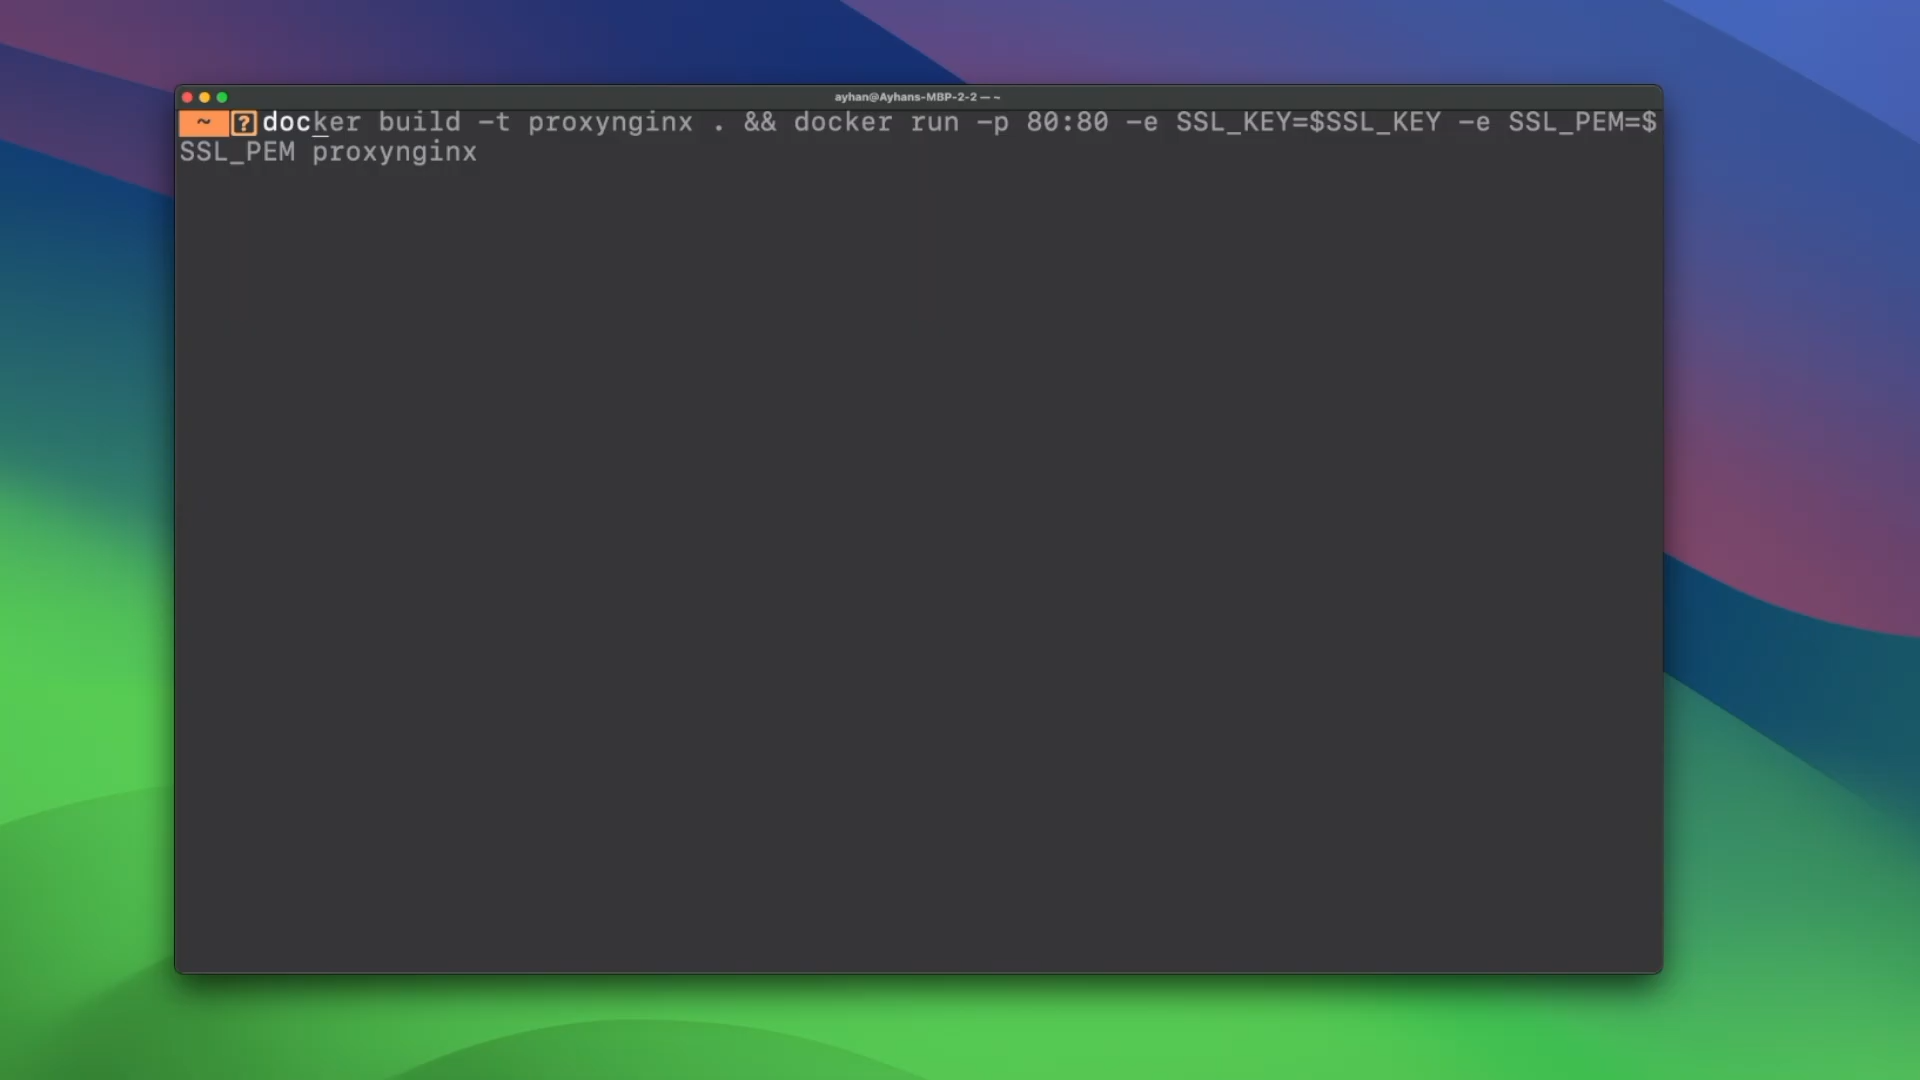 ayhan@Ayhans-MBP-2-2 — ~
~ ? docker build -t proxynginx . && docker run -p 80:80 -e SSL_KEY=$SSL_KEY -e SSL_PEM=$
SSL_PEM proxynginx